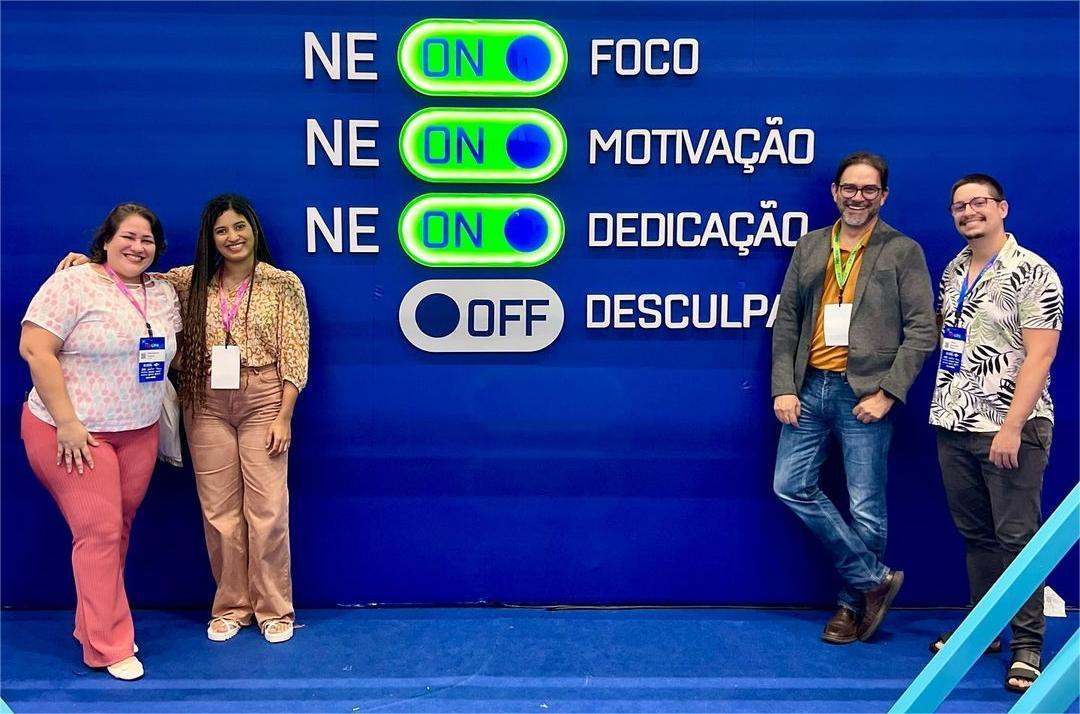 NE ON FOCO
NE ON MOTIVAÇÃO
NE ON DEDICAÇÃO
OFF DESCULPA